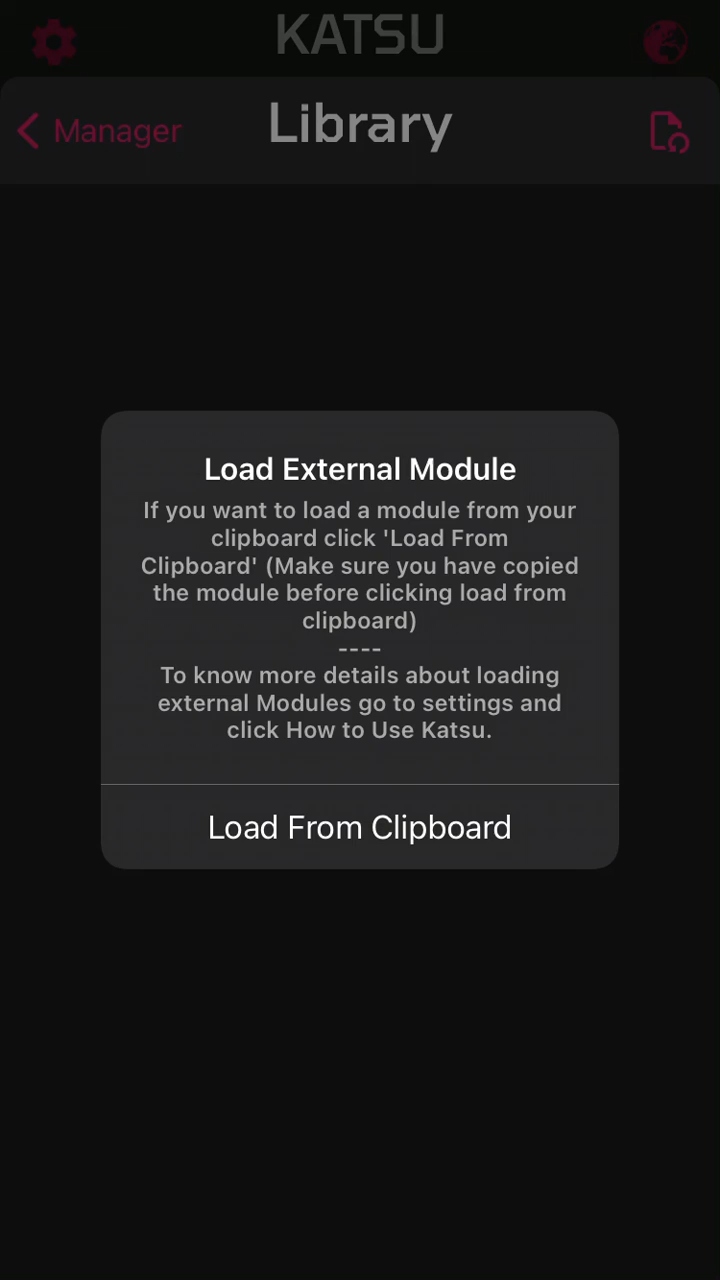 KATSU
Manager
Library
Load External Module
If you want to load a module from your
clipboard click 'Load From
Clipboard' (Make sure you have copied
the module before clicking load from
clipboard)
----
To know more details about loading
external Modules go to settings and
click How to Use Katsu.
Load From Clipboard